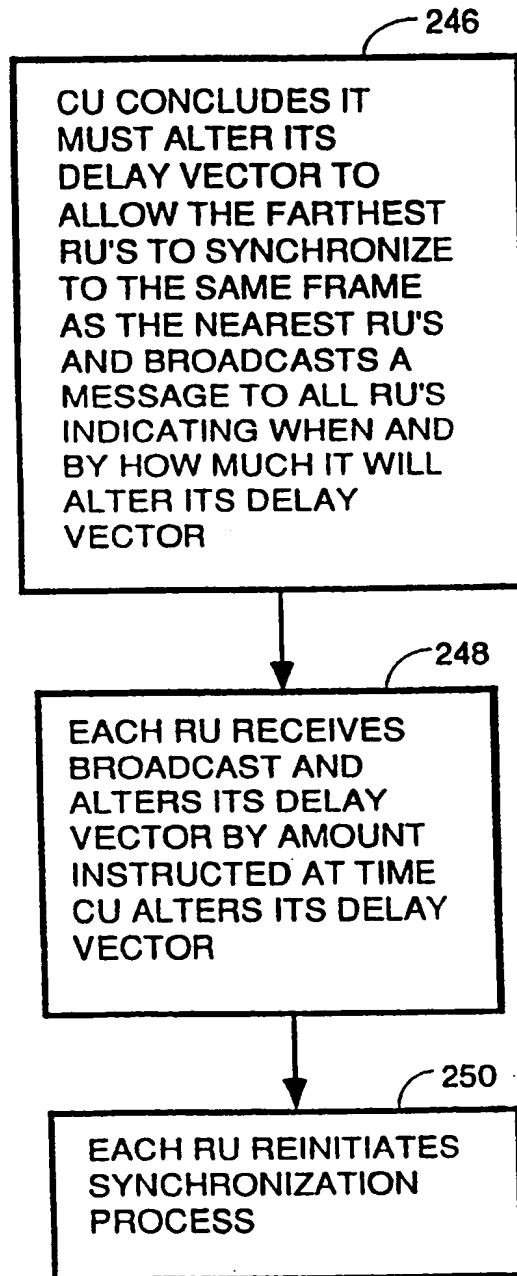 246
CU CONCLUDES IT
MUST ALTER ITS
DELAY VECTOR TO
ALLOW THE FARTHEST
RU'S TO SYNCHRONIZE
TO THE SAME FRAME
AS THE NEAREST RU'S
AND BROADCASTS A
MESSAGE TO ALL RU'S
INDICATING WHEN AND
BY HOW MUCH IT WILL
ALTER ITS DELAY
VECTOR
248
EACH RU RECEIVES
BROADCAST AND
ALTERS ITS DELAY
VECTOR BY AMOUNT
INSTRUCTED AT TIME
CU ALTERS ITS DELAY
VECTOR
250
EACH RU REINITIATES
SYNCHRONIZATION
PROCESS